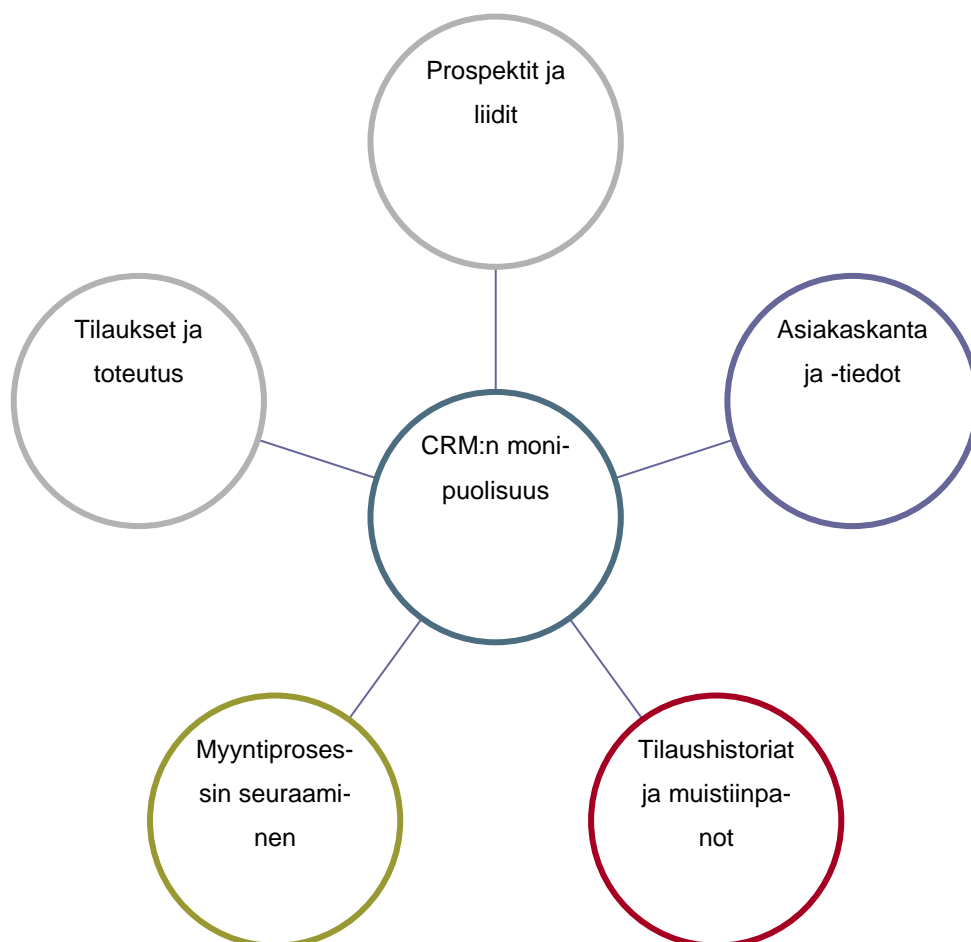 Prospektit ja
liidit
Tilaukset ja
toteutus
Asiakaskanta
ja -tiedot
CRM:n moni-
puolisuus
Myyntiproses-
sin seuraami-
nen
Tilaushistoriat
ja muistiinpa-
not